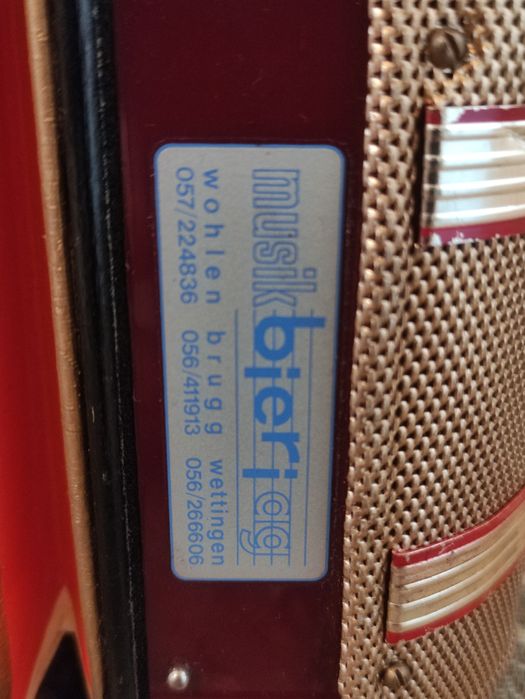 musik bieri ag
wohlen brugg wettingen
057/224836 056/411913 056/266606